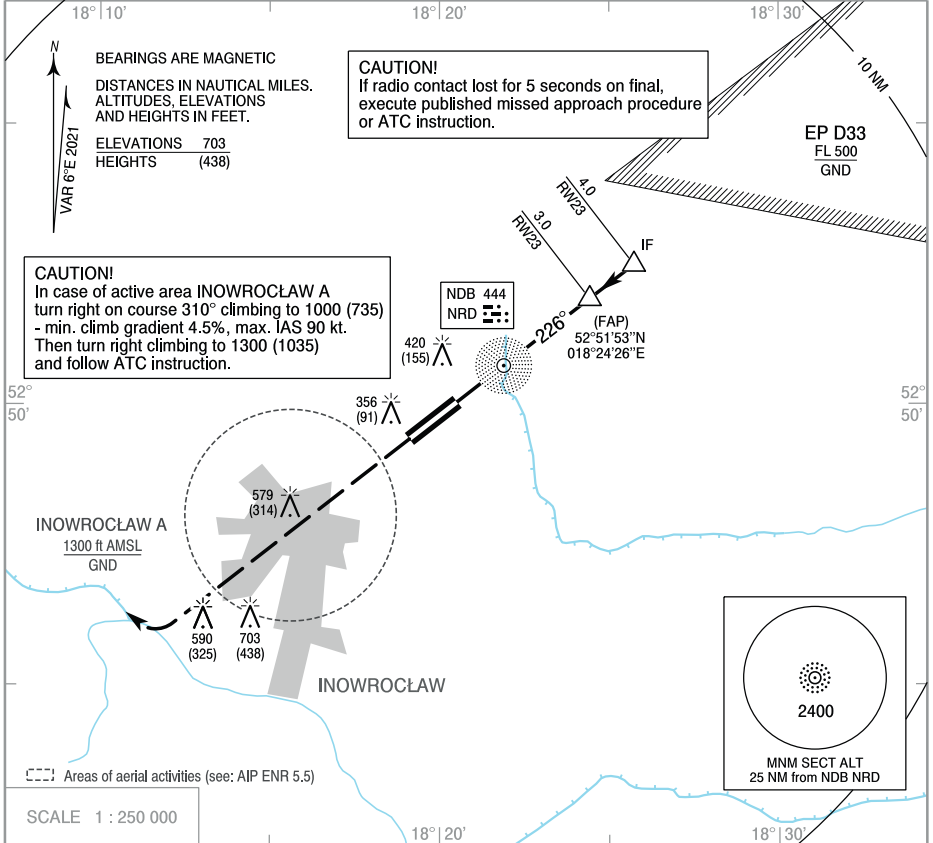 18°10'
18°20'
18°30'
N
VAR 6°E 2021
BEARINGS ARE MAGNETIC
DISTANCES IN NAUTICAL MILES.
ALTITUDES, ELEVATIONS
AND HEIGHTS IN FEET.
ELEVATIONS 703
HEIGHTS (438)
CAUTION!
If radio contact lost for 5 seconds on final,
execute published missed approach procedure
or ATC instruction.
10 NM
EP D33
FL 500
GND
4.0
RW23
3.0
RW23
IF
(FAP)
52°51'53"N
018°24'26"E
226°
NDB 444
NRD
CAUTION!
In case of active area INOWROCŁAW A
turn right on course 310° climbing to 1000 (735)
- min. climb gradient 4.5%, max. IAS 90 kt.
Then turn right climbing to 1300 (1035)
and follow ATC instruction.
420
(155)
52°
50'
52°
50'
356
(91)
579
(314)
INOWROCŁAW A
1300 ft AMSL
GND
590
(325)
703
(438)
INOWROCŁAW
2400
MNM SECT ALT
25 NM from NDB NRD
Areas of aerial activities (see: AIP ENR 5.5)
SCALE 1 : 250 000
18°20'
18°30'